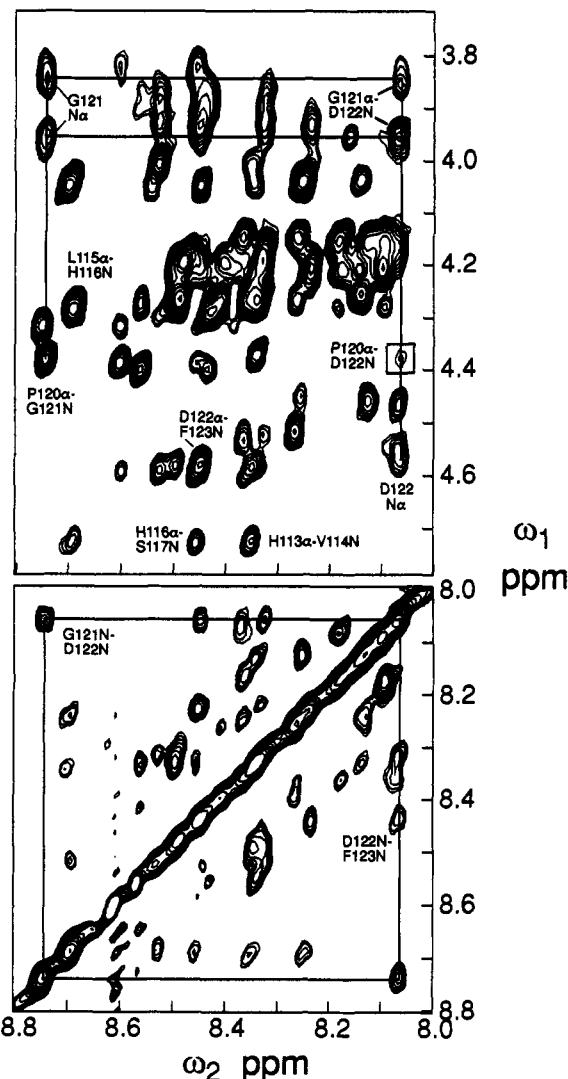 3.8
G121
Nα
G121α-
D122N
4.0
L115α-
H116N
4.2
P120α-
G121N
P120α-
D122N
4.4
D122α-
F123N
4.6
D122
Nα
H116α-
S117N
H113α-V114N
ω1
ppm
8.0
G121N-
D122N
8.2
8.4
D122N-
F123N
8.6
8.8
8.8 8.6 8.4 8.2 8.0
ω2 ppm